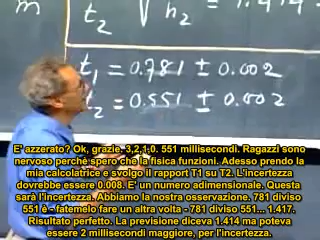 m t₂ √h₂ 1.414
t₁ = 0.781 ± 0.002
t₂ = 0.551 ± 0.002
E' azzerato? Ok, grazie. 3,2,1,0. 551 millisecondi. Ragazzi sono
nervoso perchè spero che la fisica funzioni. Adesso prendo la
mia calcolatrice e svolgo il rapport T1 su T2. L'incertezza
dovrebbe essere 0.008. E' un numero adimensionale. Questa
sarà l'incertezza. Abbiamo la nostra osservazione. 781 diviso
551 è - fatemelo fare un altra volta - 781 diviso 551... 1.417.
Risultato perfetto. La previsione diceva 1.414 ma poteva
essere 2 millisecondi maggiore, per l'incertezza.